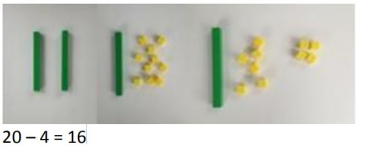 20 – 4 = 16